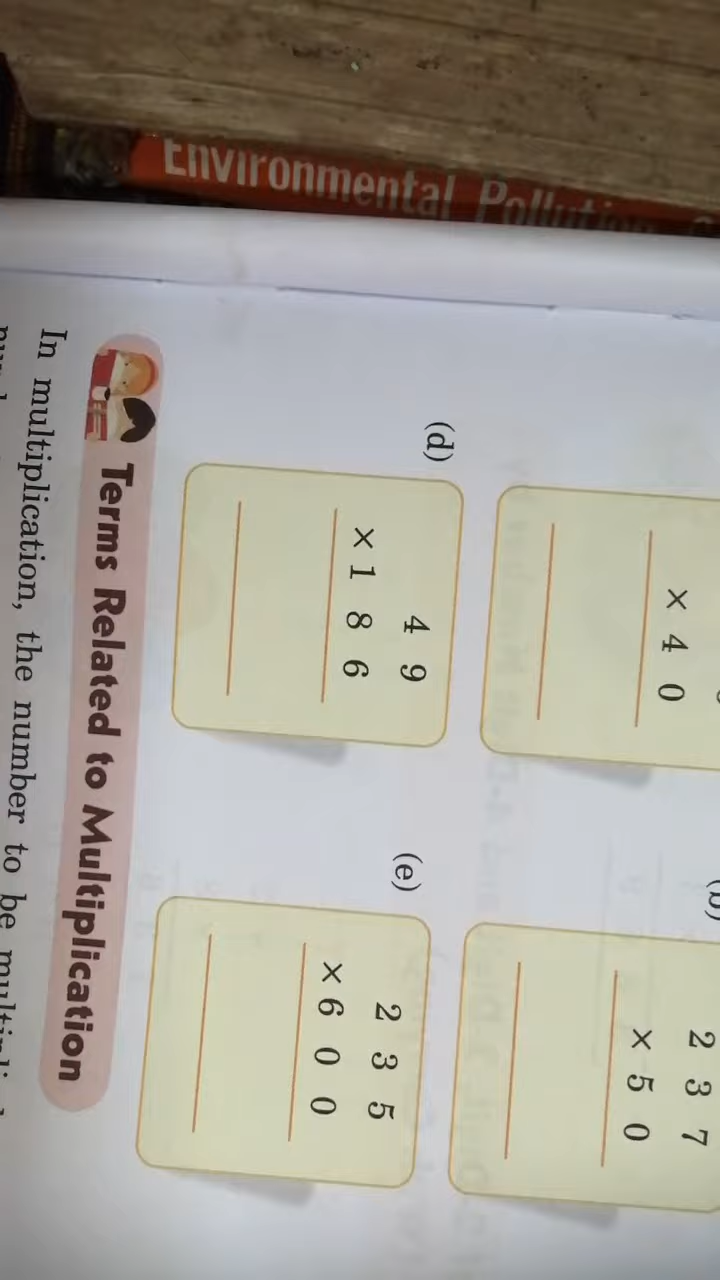 Environmental Pollution
× 4 0
(b)
2 3 7
× 5 0
(d)
4 9
× 1 8 6
(e)
2 3 5
× 6 0 0
Terms Related to Multiplication
In multiplication, the number to be